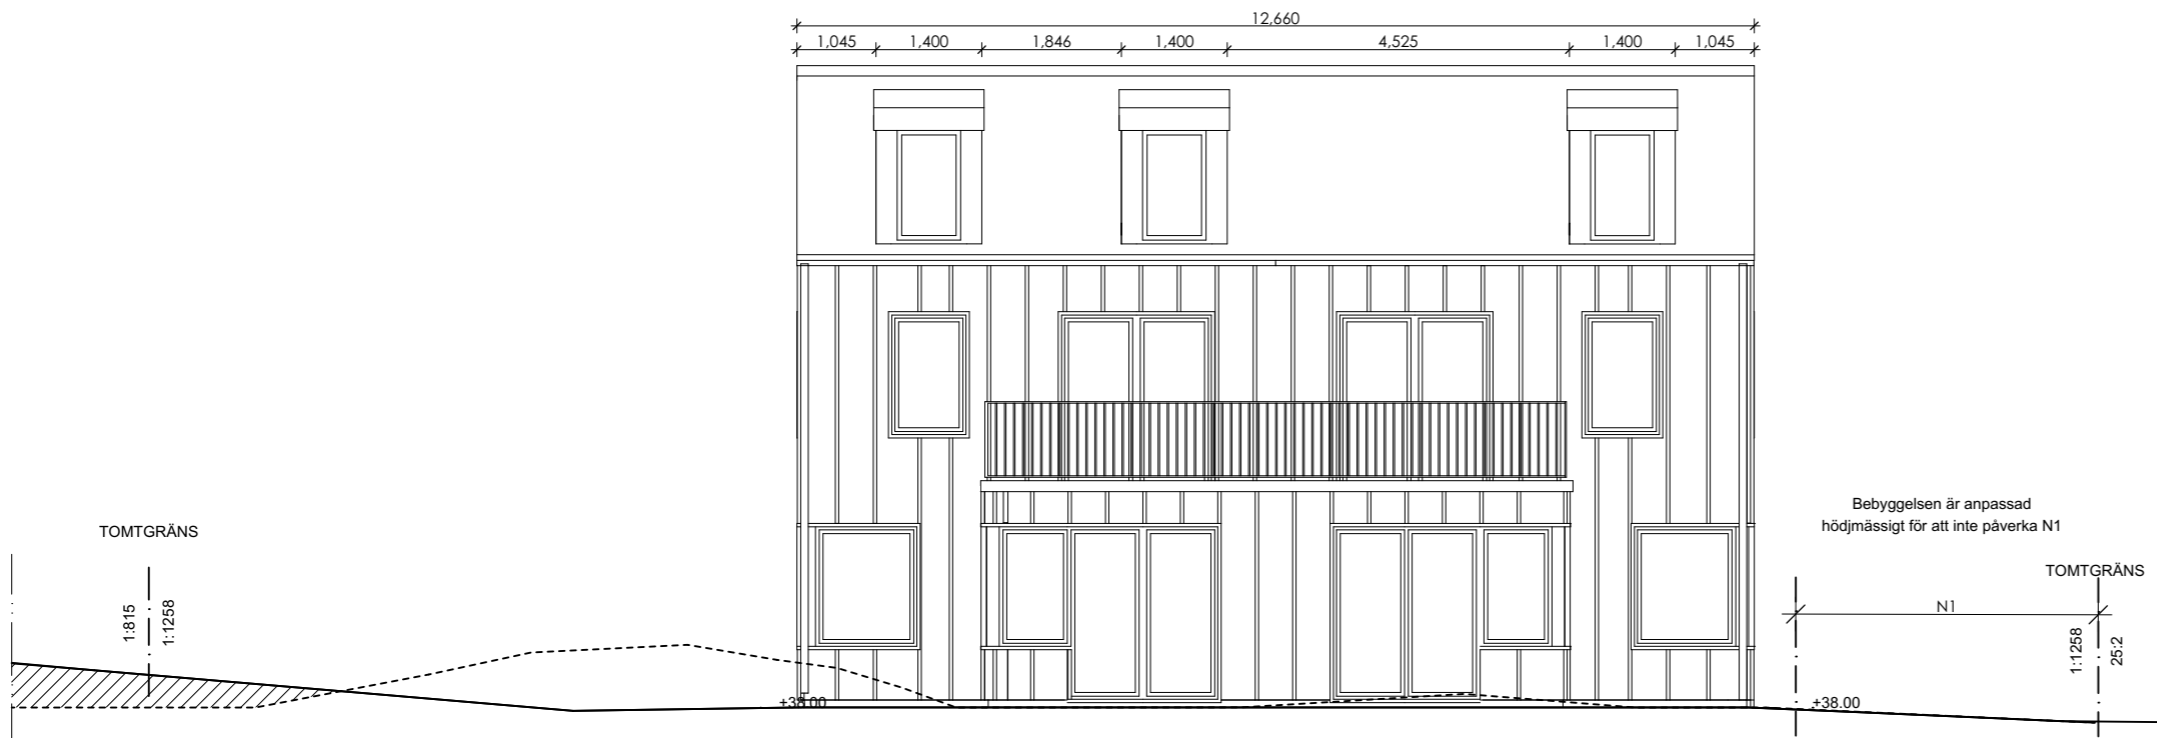 12,660
1,045
1,400
1,846
1,400
4,525
1,400
1,045
Bebyggelsen är anpassad
hödjmässigt för att inte påverka N1
TOMTGRÄNS
TOMTGRÄNS
1:815
1:1258
N1
1:1258
25:2
+38.00
+38.00